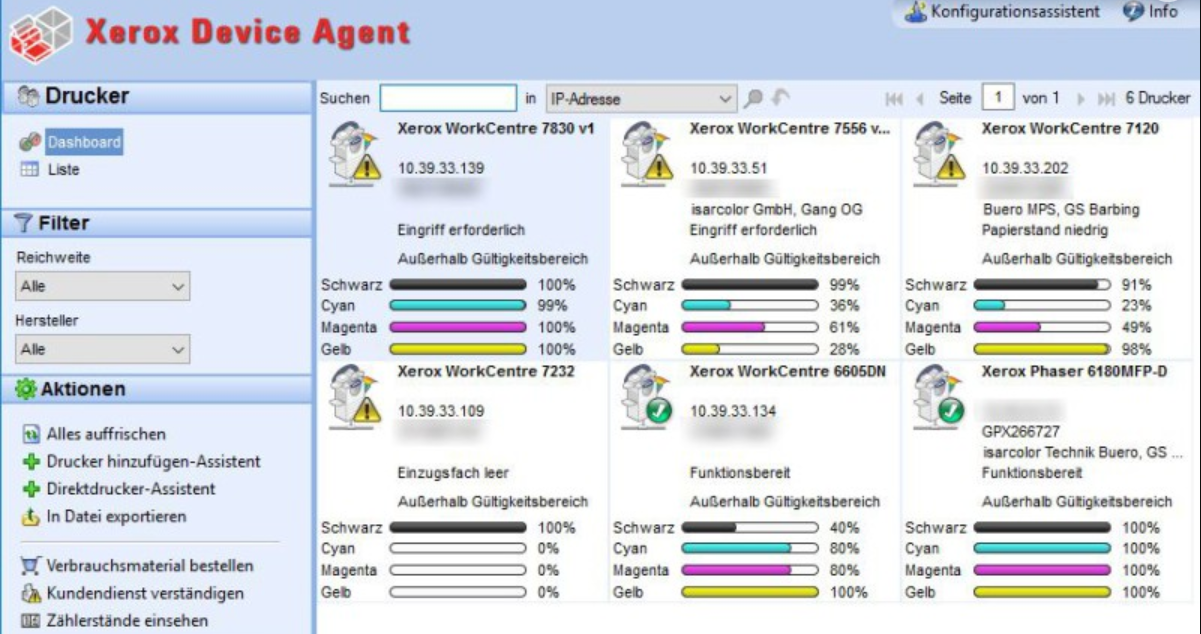 Xerox Device Agent
Konfigurationsassistent Info
Drucker
Dashboard
Liste
Filter
Reichweite
Alle
Hersteller
Alle
Aktionen
Alles auffrischen
Drucker hinzufügen-Assistent
Direktdrucker-Assistent
In Datei exportieren
Verbrauchsmaterial bestellen
Kundendienst verständigen
Zählerstände einsehen
Suchen in IP-Adresse Seite 1 von 1 6 Drucker
Xerox WorkCentre 7830 v1
10.39.33.139
Eingriff erforderlich
Außerhalb Gültigkeitsbereich
Schwarz 100%
Cyan 99%
Magenta 100%
Gelb 100%
Xerox WorkCentre 7556 v...
10.39.33.51
isarcolor GmbH, Gang OG
Eingriff erforderlich
Außerhalb Gültigkeitsbereich
Schwarz 99%
Cyan 36%
Magenta 61%
Gelb 28%
Xerox WorkCentre 7120
10.39.33.202
Buero MPS, GS Barbing
Papierstand niedrig
Außerhalb Gültigkeitsbereich
Schwarz 91%
Cyan 23%
Magenta 49%
Gelb 98%
Xerox WorkCentre 7232
10.39.33.109
Einzugsfach leer
Außerhalb Gültigkeitsbereich
Schwarz 100%
Cyan 0%
Magenta 0%
Gelb 0%
Xerox WorkCentre 6605DN
10.39.33.134
Funktionsbereit
Außerhalb Gültigkeitsbereich
Schwarz 40%
Cyan 80%
Magenta 80%
Gelb 100%
Xerox Phaser 6180MFP-D
GPX266727
isarcolor Technik Buero, GS ...
Funktionsbereit
Außerhalb Gültigkeitsbereich
Schwarz 100%
Cyan 100%
Magenta 100%
Gelb 100%